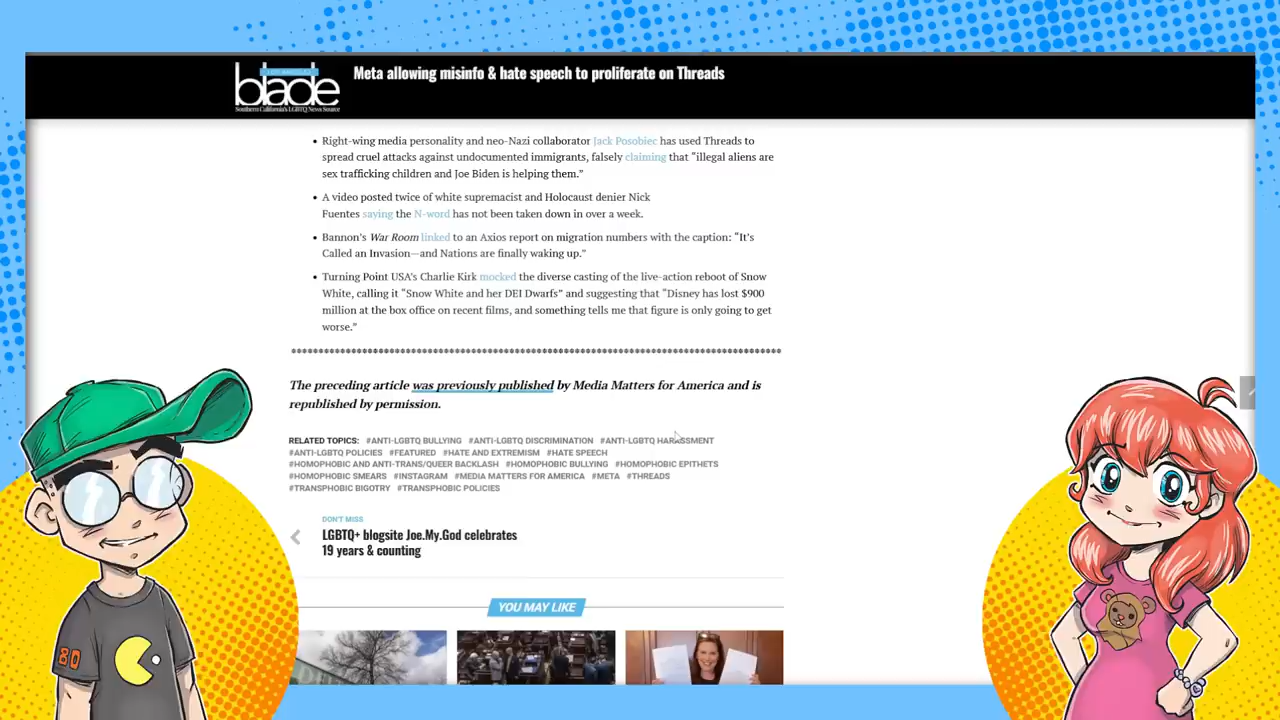 LOS ANGELES
blade
Southern California's LGBTQ News Source
Meta allowing misinfo & hate speech to proliferate on Threads
• Right-wing media personality and neo-Nazi collaborator Jack Posobiec has used Threads to
spread cruel attacks against undocumented immigrants, falsely claiming that “illegal aliens are
sex trafficking children and Joe Biden is helping them.”
• A video posted twice of white supremacist and Holocaust denier Nick
Fuentes saying the N-word has not been taken down in over a week.
• Bannon’s War Room linked to an Axios report on migration numbers with the caption: “It’s
Called an Invasion—and Nations are finally waking up.”
• Turning Point USA’s Charlie Kirk mocked the diverse casting of the live-action reboot of Snow
White, calling it “Snow White and her DEI Dwarfs” and suggesting that “Disney has lost $900
million at the box office on recent films, and something tells me that figure is only going to get
worse.”
The preceding article was previously published by Media Matters for America and is
republished by permission.
RELATED TOPICS: #ANTI-LGBTQ BULLYING #ANTI-LGBTQ DISCRIMINATION #ANTI-LGBTQ HARASSMENT
#ANTI-LGBTQ POLICIES #FEATURED #HATE AND EXTREMISM #HATE SPEECH
#HOMOPHOBIC AND ANTI-TRANS/QUEER BACKLASH #HOMOPHOBIC BULLYING #HOMOPHOBIC EPITHETS
#HOMOPHOBIC SMEARS #INSTAGRAM #MEDIA MATTERS FOR AMERICA #META #THREADS
#TRANSPHOBIC BIGOTRY #TRANSPHOBIC POLICIES
DON'T MISS
LGBTQ+ blogsite Joe.My.God celebrates
19 years & counting
YOU MAY LIKE
80